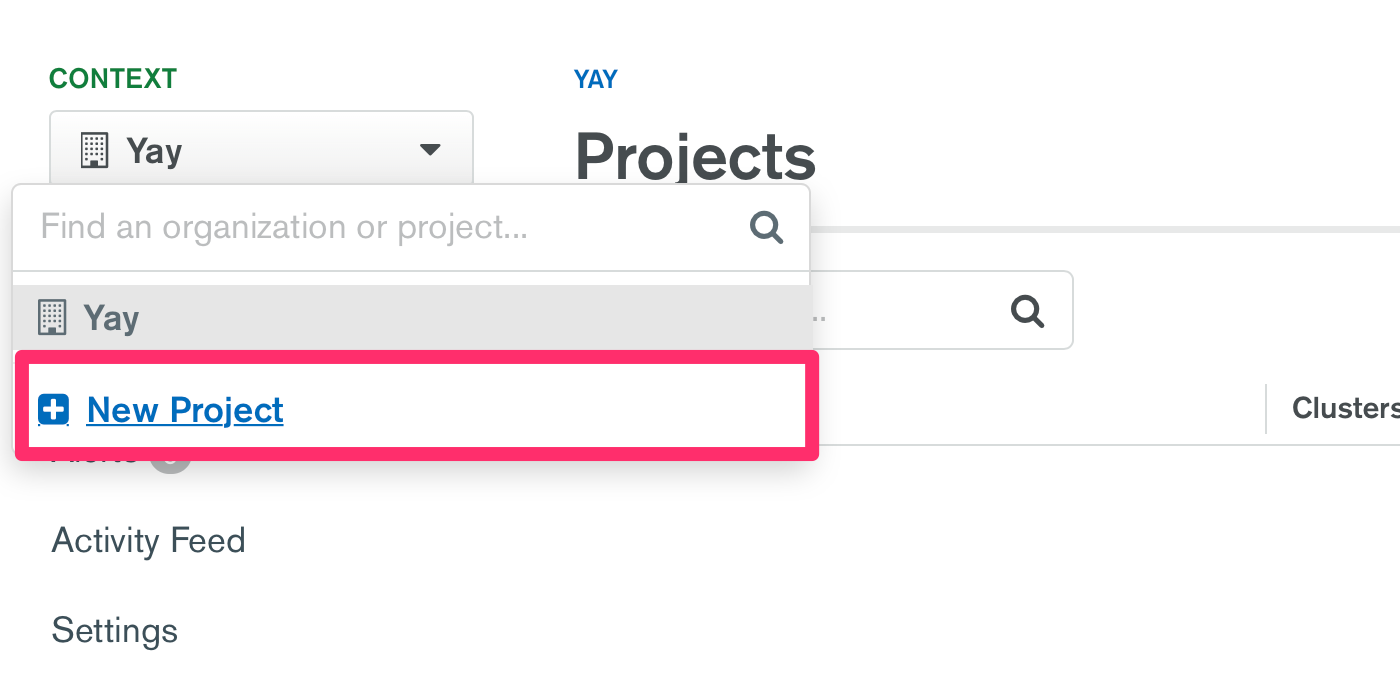 CONTEXT
Yay
YAY
Projects
Find an organization or project...
Yay
New Project
Clusters
Activity Feed
Settings